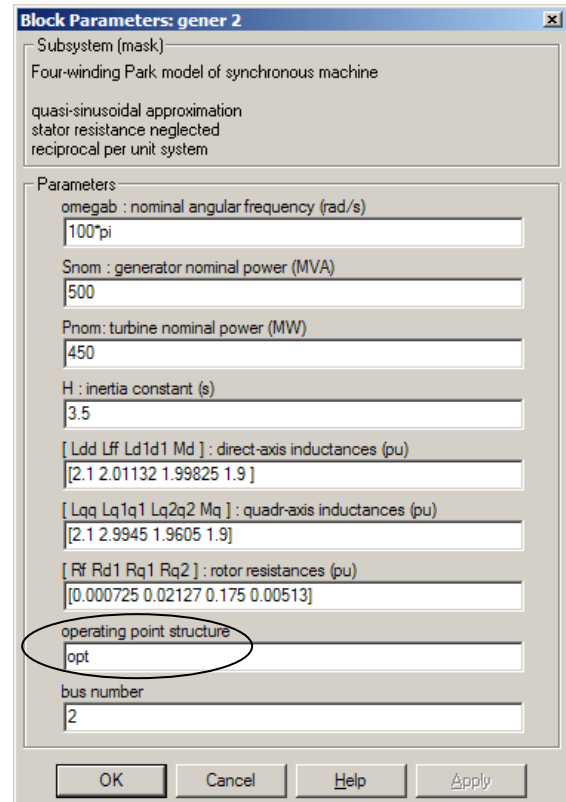 Block Parameters: gener 2
Subsystem (mask)
Four-winding Park model of synchronous machine
quasi-sinusoidal approximation
stator resistance neglected
reciprocal per unit system
Parameters
omegab : nominal angular frequency (rad/s)
100*pi
Snom : generator nominal power (MVA)
500
Pnom: turbine nominal power (MW)
450
H : inertia constant (s)
3.5
[ Ldd Lff Ld1d1 Md ] : direct-axis inductances (pu)
[2.1 2.01132 1.99825 1.9 ]
[ Lqq Lq1q1 Lq2q2 Mq ] : quadr-axis inductances (pu)
[2.1 2.9945 1.9605 1.9]
[ Rf Rd1 Rq1 Rq2 ] : rotor resistances (pu)
[0.000725 0.02127 0.175 0.00513]
operating point structure
opt
bus number
2
OK Cancel Help Apply